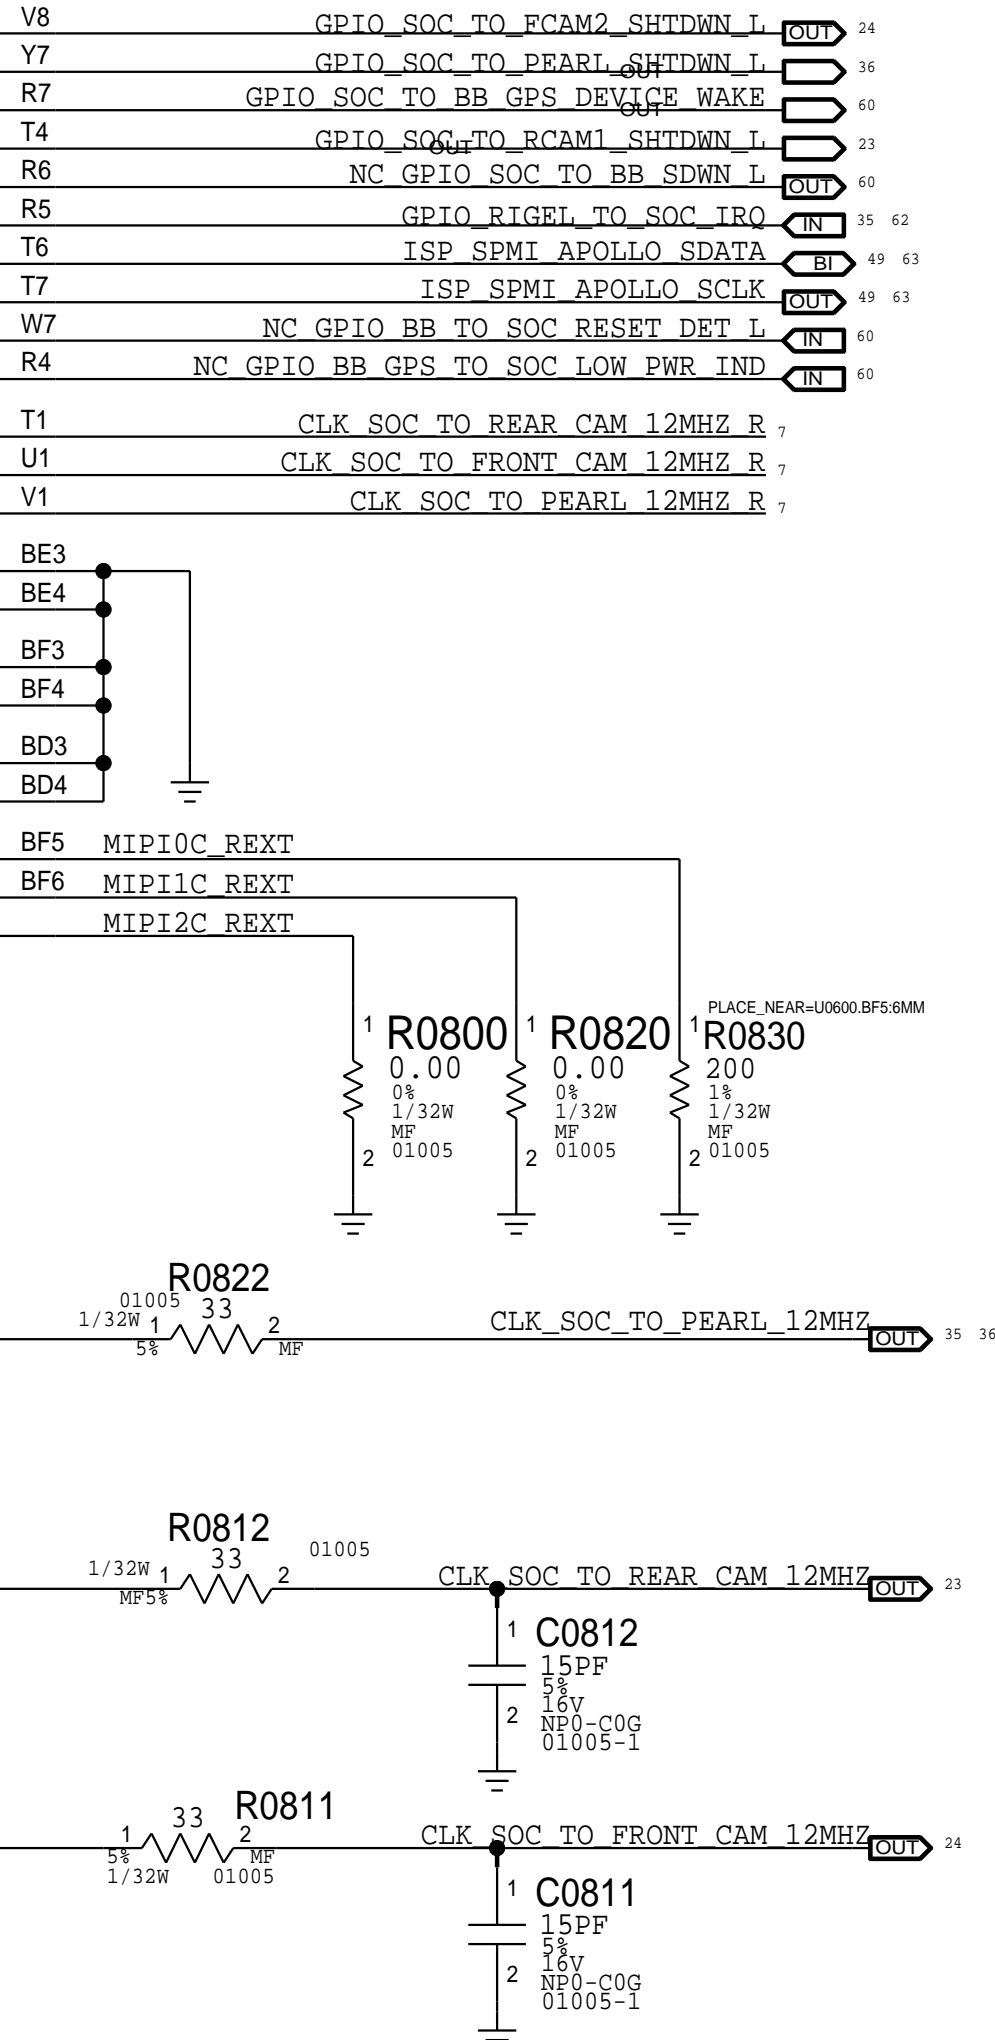 V8 GPIO_SOC_TO_FCAM2_SHTDWN_L OUT 24
Y7 GPIO_SOC_TO_PEARL_SHTDWN_L OUT 36
R7 GPIO_SOC_TO_BB_GPS_DEVICE_WAKE OUT 60
T4 GPIO_SOC_TO_RCAM1_SHTDWN_L OUT 23
R6 NC_GPIO_SOC_TO_BB_SDWN_L OUT 60
R5 GPIO_RIGEL_TO_SOC_IRQ IN 35 62
T6 ISP_SPMI_APOLLO_SDATA BI 49 63
T7 ISP_SPMI_APOLLO_SCLK OUT 49 63
W7 NC_GPIO_BB_TO_SOC_RESET_DET_L IN 60
R4 NC_GPIO_BB_GPS_TO_SOC_LOW_PWR_IND IN 60
T1 CLK_SOC_TO_REAR_CAM_12MHZ_R 7
U1 CLK_SOC_TO_FRONT_CAM_12MHZ_R 7
V1 CLK_SOC_TO_PEARL_12MHZ_R 7
BE3
BE4
BF3
BF4
BD3
BD4
BF5 MIPI0C_REXT
BF6 MIPI1C_REXT
MIPI2C_REXT
1 R0800
0.00
0%
1/32W
MF
01005
2
1 R0820
0.00
0%
1/32W
MF
01005
2
PLACE_NEAR=U0600.BF5:6MM
1 R0830
200
1%
1/32W
MF
01005
2
R0822
01005 33
1/32W 1 2
5% MF
CLK_SOC_TO_PEARL_12MHZ OUT 35 36
R0812
33 01005
1/32W 1 2
MF5%
CLK_SOC_TO_REAR_CAM_12MHZ OUT 23
1 C0812
15PF
5%
16V
2 NP0-C0G
01005-1
33 R0811
1 2
5% MF
1/32W 01005
CLK_SOC_TO_FRONT_CAM_12MHZ OUT 24
1 C0811
15PF
5%
16V
2 NP0-C0G
01005-1